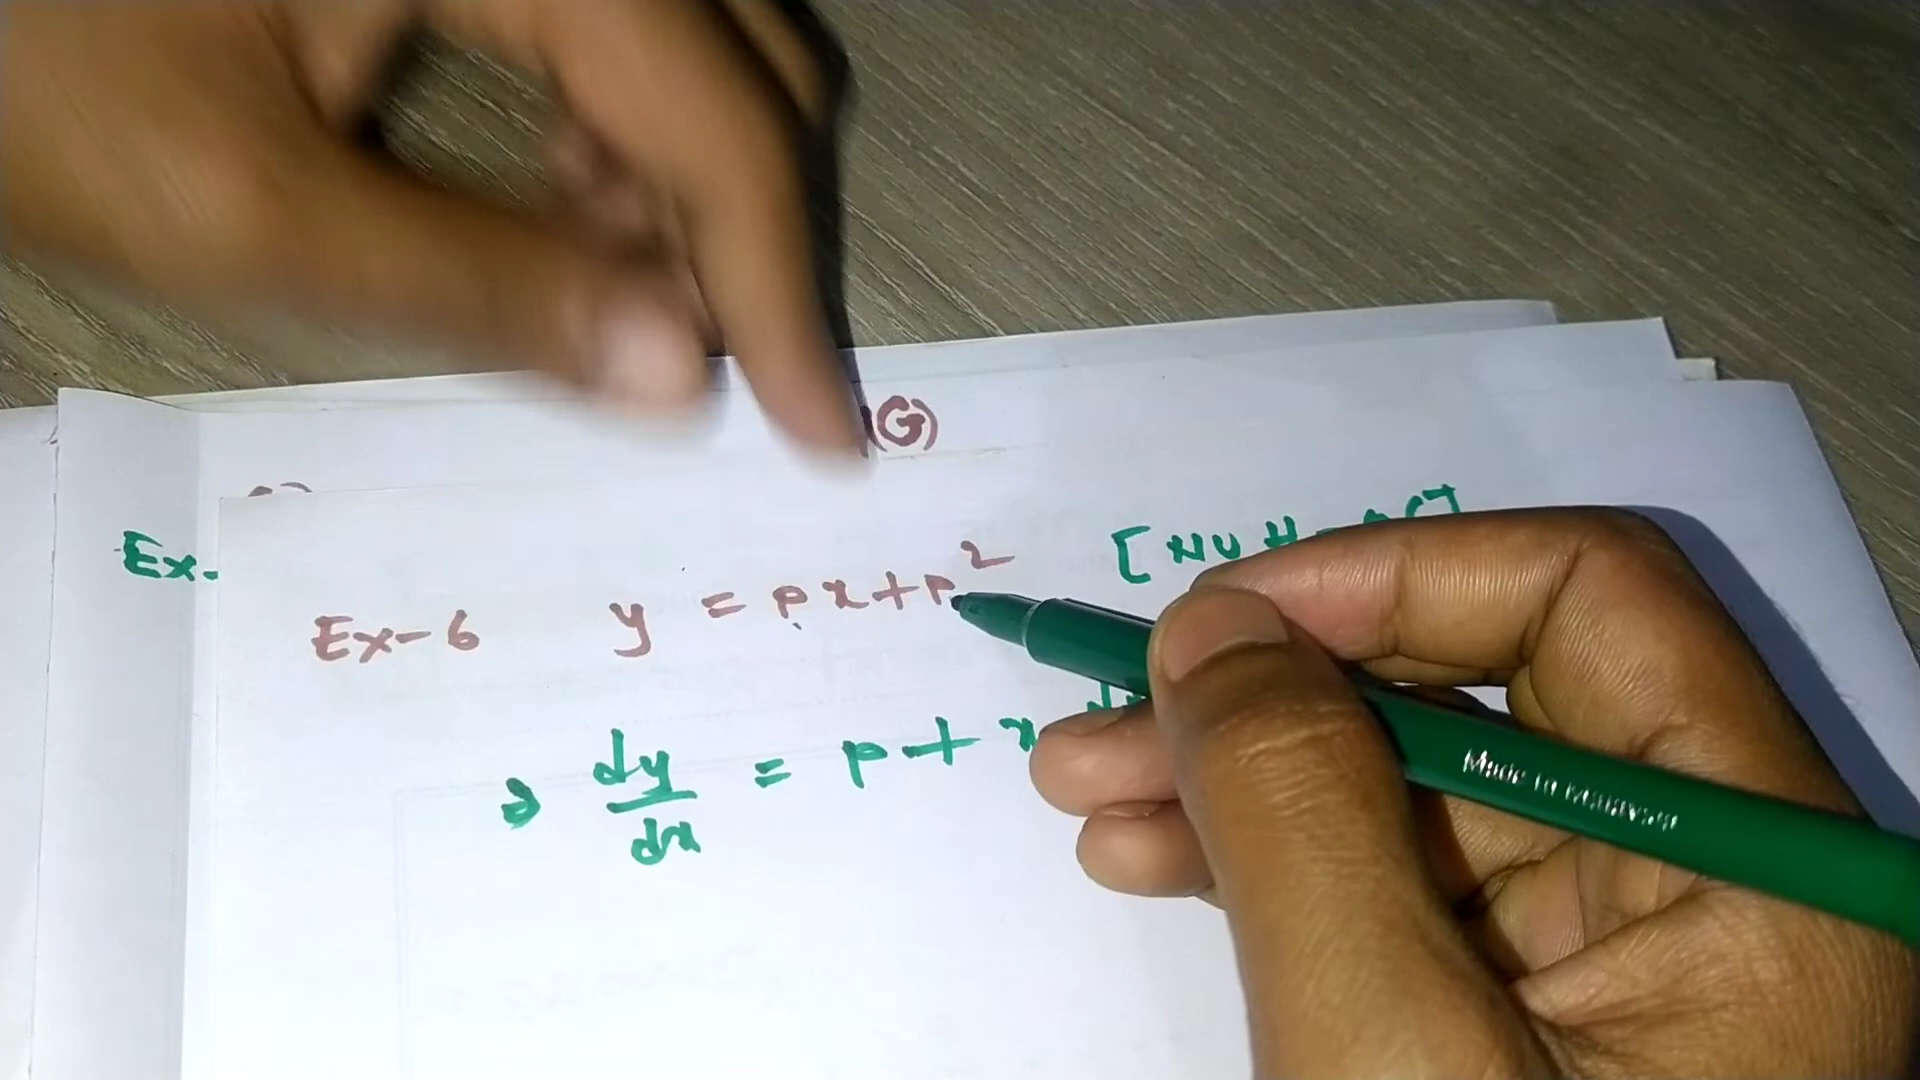 (G)
Ex-
Ex-6 y = px+p²
⇒ dy/dx = p + x
Made in Malaysia